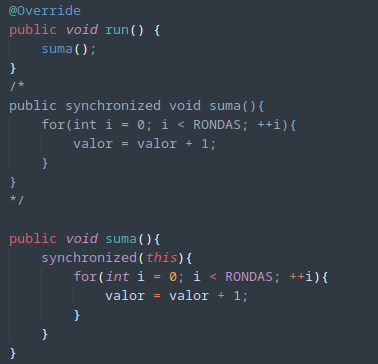 @Override
public void run() {
    suma();
}
/*
public synchronized void suma(){
    for(int i = 0; i < RONDAS; ++i){
        valor = valor + 1;
    }
}
*/

public void suma(){
    synchronized(this){
        for(int i = 0; i < RONDAS; ++i){
            valor = valor + 1;
        }
    }
}